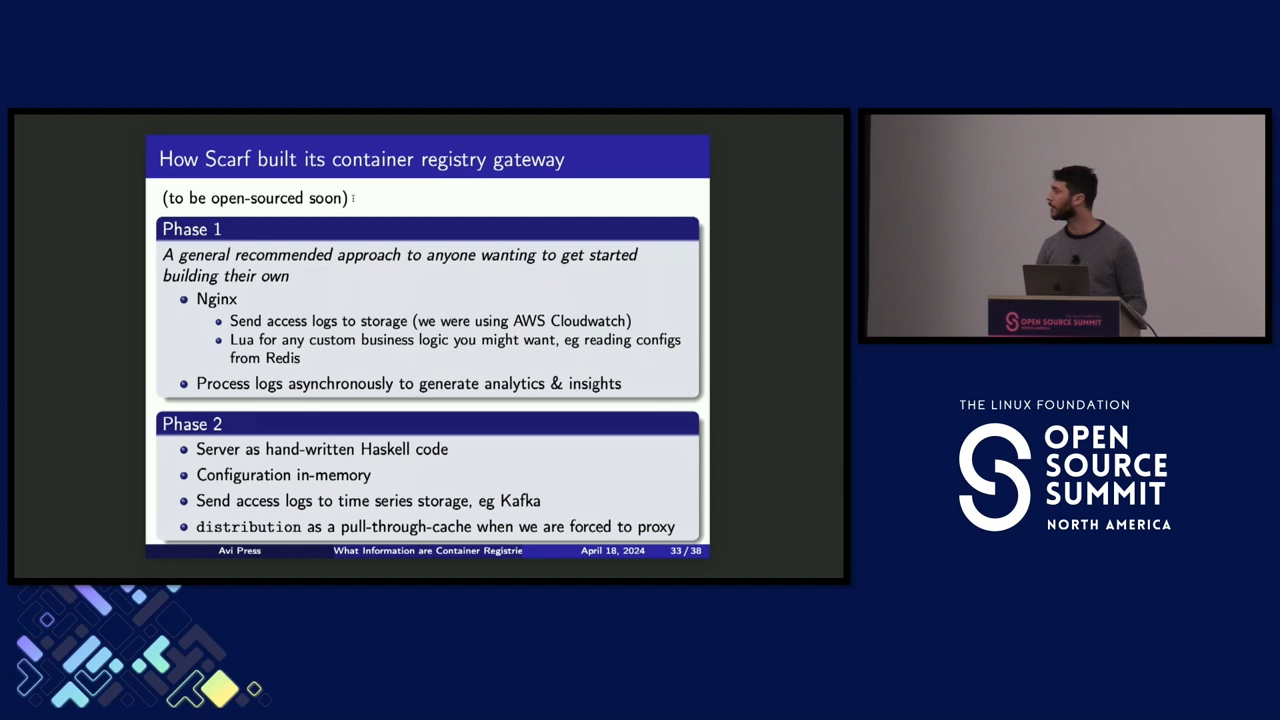 How Scarf built its container registry gateway
(to be open-sourced soon)
Phase 1
A general recommended approach to anyone wanting to get started
building their own
Nginx
Send access logs to storage (we were using AWS Cloudwatch)
Lua for any custom business logic you might want, eg reading configs
from Redis
Process logs asynchronously to generate analytics & insights
Phase 2
Server as hand-written Haskell code
Configuration in-memory
Send access logs to time series storage, eg Kafka
distribution as a pull-through-cache when we are forced to proxy
Avi Press What Information are Container Registrie April 18, 2024 33 / 38
OPEN SOURCE SUMMIT
THE LINUX FOUNDATION
OPEN
SOURCE
SUMMIT
NORTH AMERICA